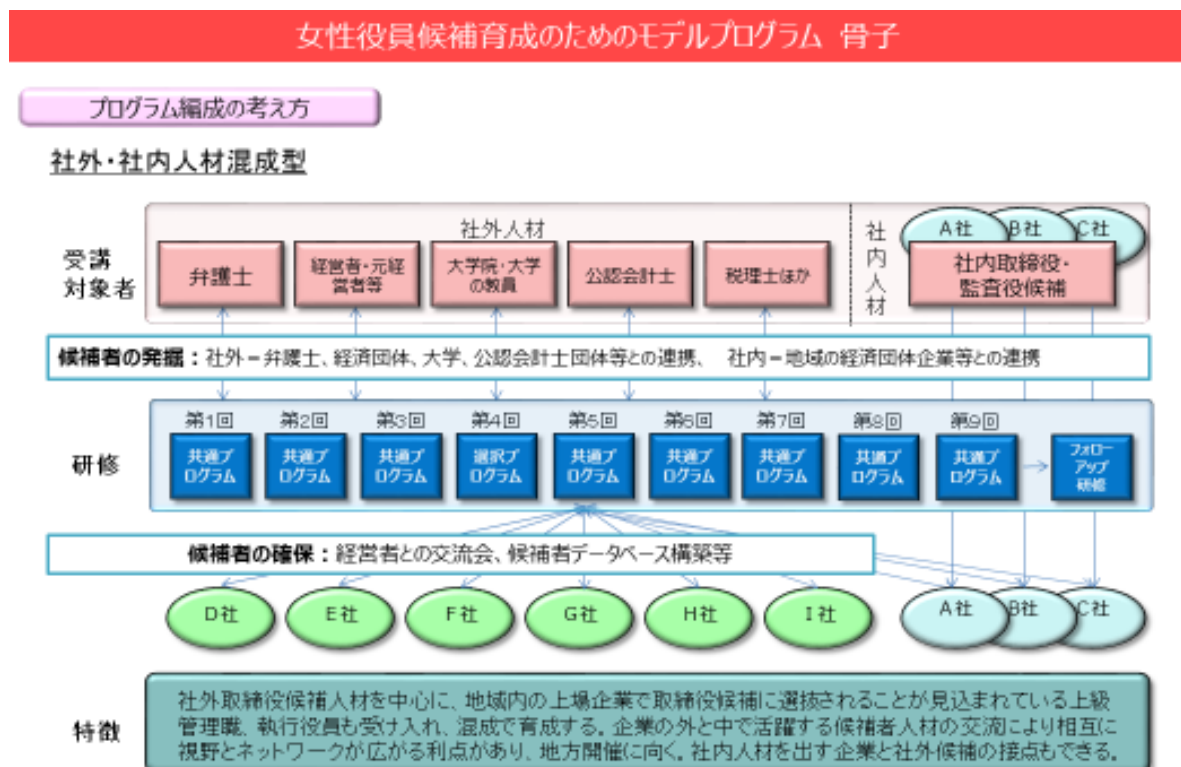 女性役員候補育成のためのモデルプログラム 骨子
プログラム編成の考え方
社外・社内人材混成型
受講
対象者
社外人材
弁護士
経営者・元経
営者等
大学院・大学
の教員
公認会計士
税理士ほか
社
内
人
材
A社
B社
C社
社内取締役・
監査役候補
候補者の発掘：社外＝弁護士、経済団体、大学、公認会計士団体等との連携、 社内＝地域の経済団体企業等との連携
研修
第1回
第2回
第3回
第4回
第5回
第6回
第7回
第8回
第9回
共通プ
ログラム
共通プ
ログラム
共通プ
ログラム
選択プ
ログラム
共通プ
ログラム
共通プ
ログラム
共通プ
ログラム
共通プ
ログラム
共通プ
ログラム
フォロー
アップ
研修
候補者の確保：経営者との交流会、候補者データベース構築等
D社
E社
F社
G社
H社
I社
A社
B社
C社
特徴
社外取締役候補人材を中心に、地域内の上場企業で取締役候補に選抜されることが見込まれている上級
管理職、執行役員も受け入れ、混成で育成する。企業の外と中で活躍する候補者人材の交流により相互に
視野とネットワークが広がる利点があり、地方開催に向く。社内人材を出す企業と社外候補の接点もできる。